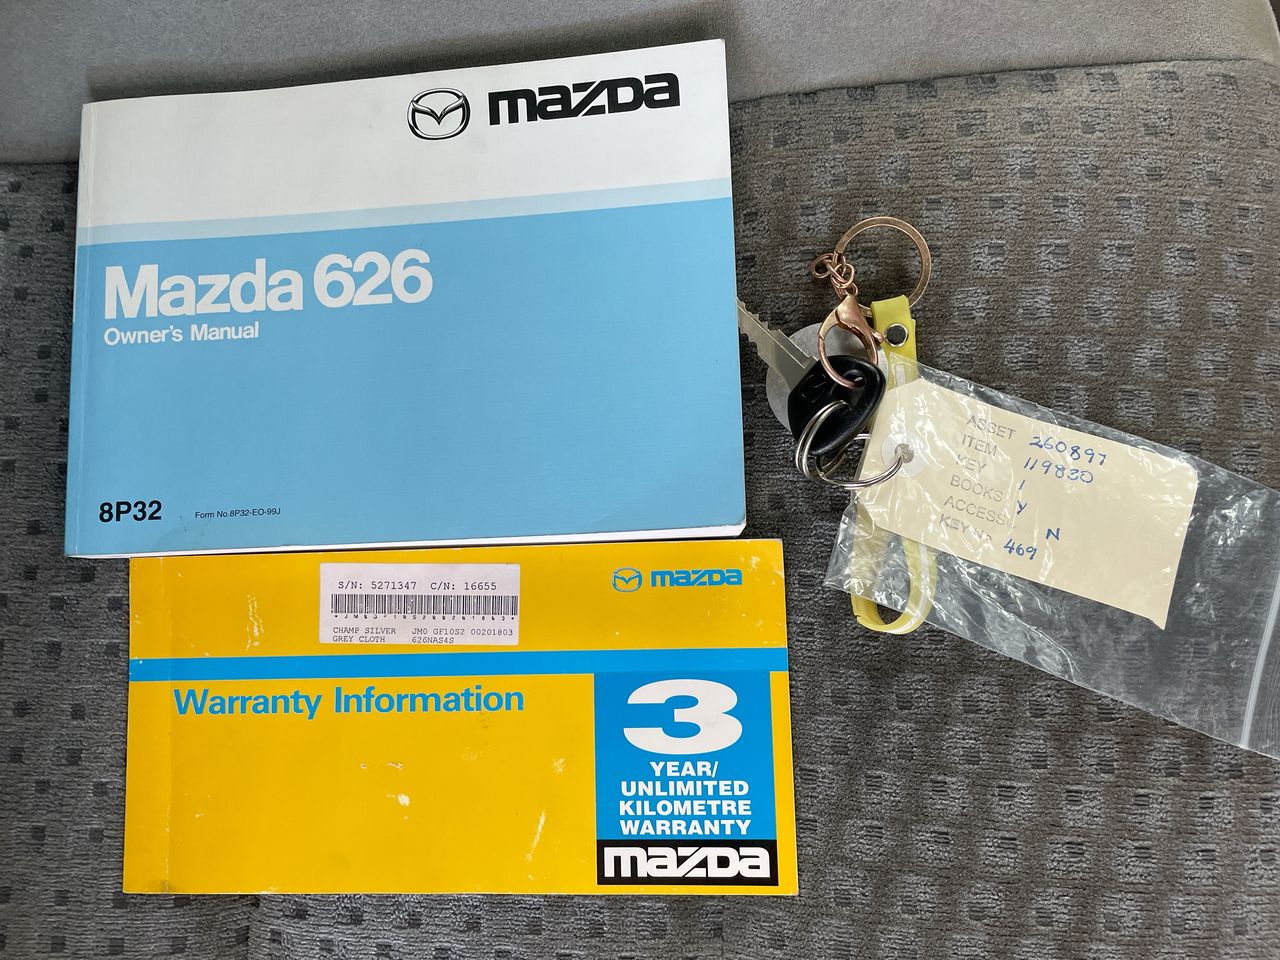 mazda
Mazda 626
Owner's Manual
8P32
Form No.8P32-EO-99J
S/N: 5271347 C/N: 16655
CHAMP SILVER JM0 GF10S2 00201803
GREY CLOTH 626NAS4S
mazda
Warranty Information
3
YEAR/
UNLIMITED
KILOMETRE
WARRANTY
mazda
ASSET 260897
ITEM 119830
KEY 1
BOOKS Y
ACCESS N
KEY No 469